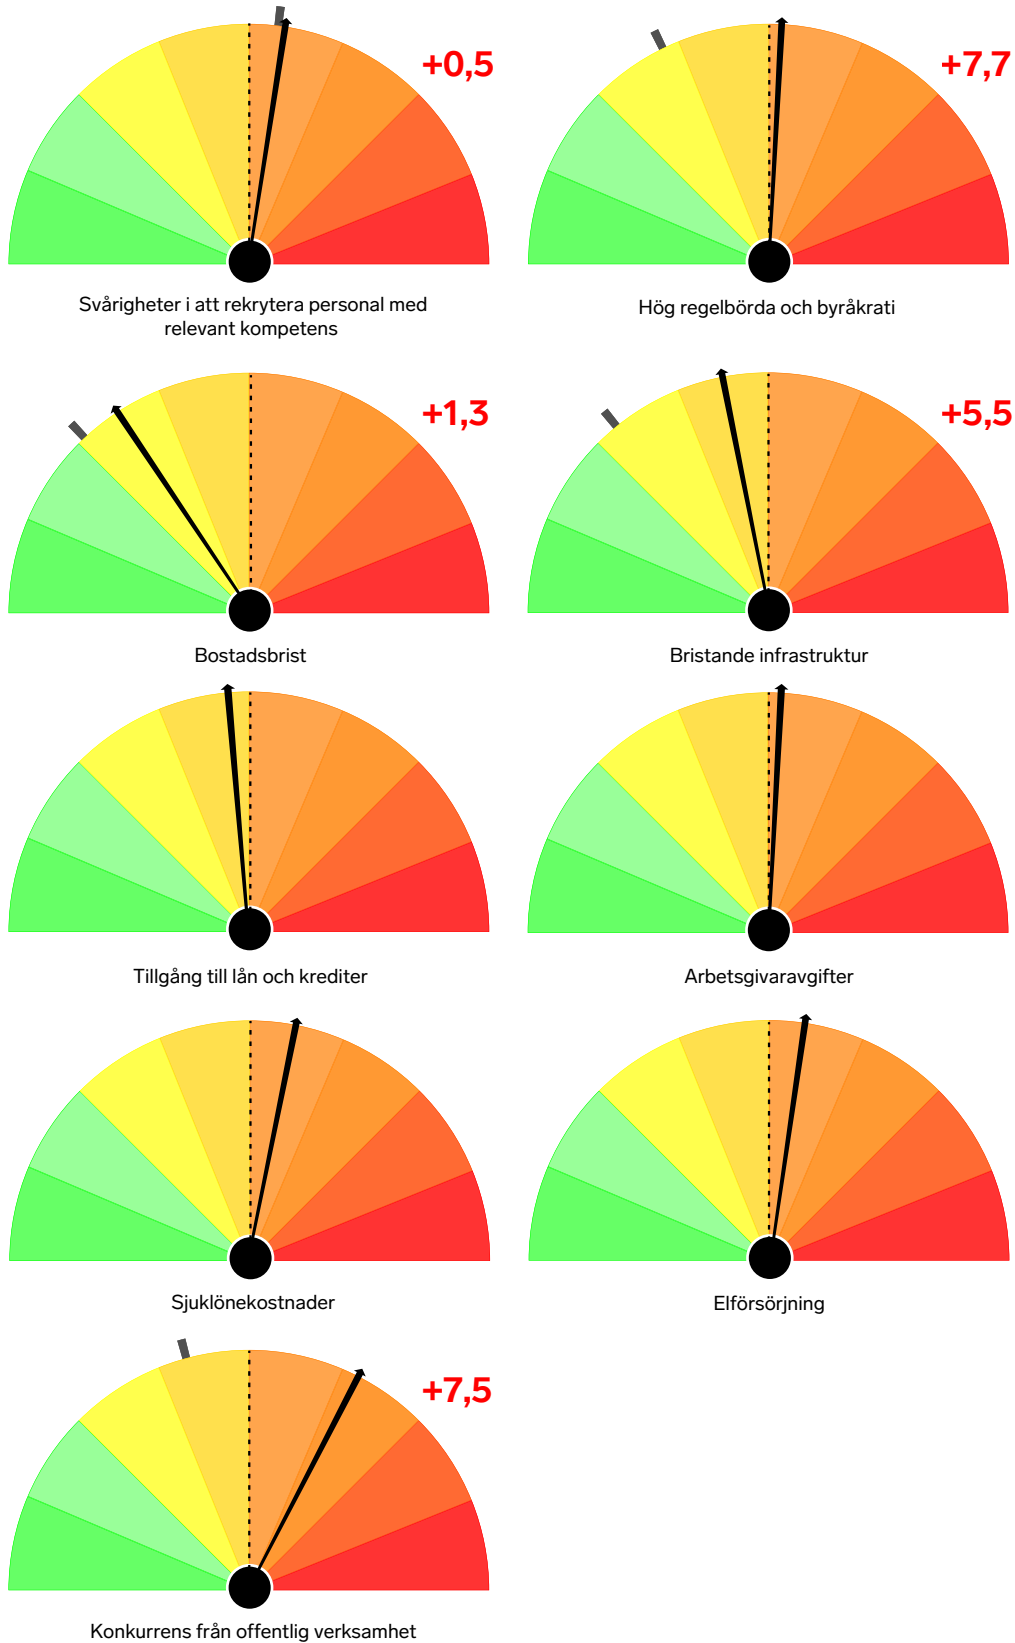 +0,5
Svårigheter i att rekrytera personal med
relevant kompetens
+7,7
Hög regelbörda och byråkrati
+1,3
Bostadsbrist
+5,5
Bristande infrastruktur
Tillgång till lån och krediter
Arbetsgivaravgifter
Sjuklönekostnader
Elförsörjning
+7,5
Konkurrens från offentlig verksamhet